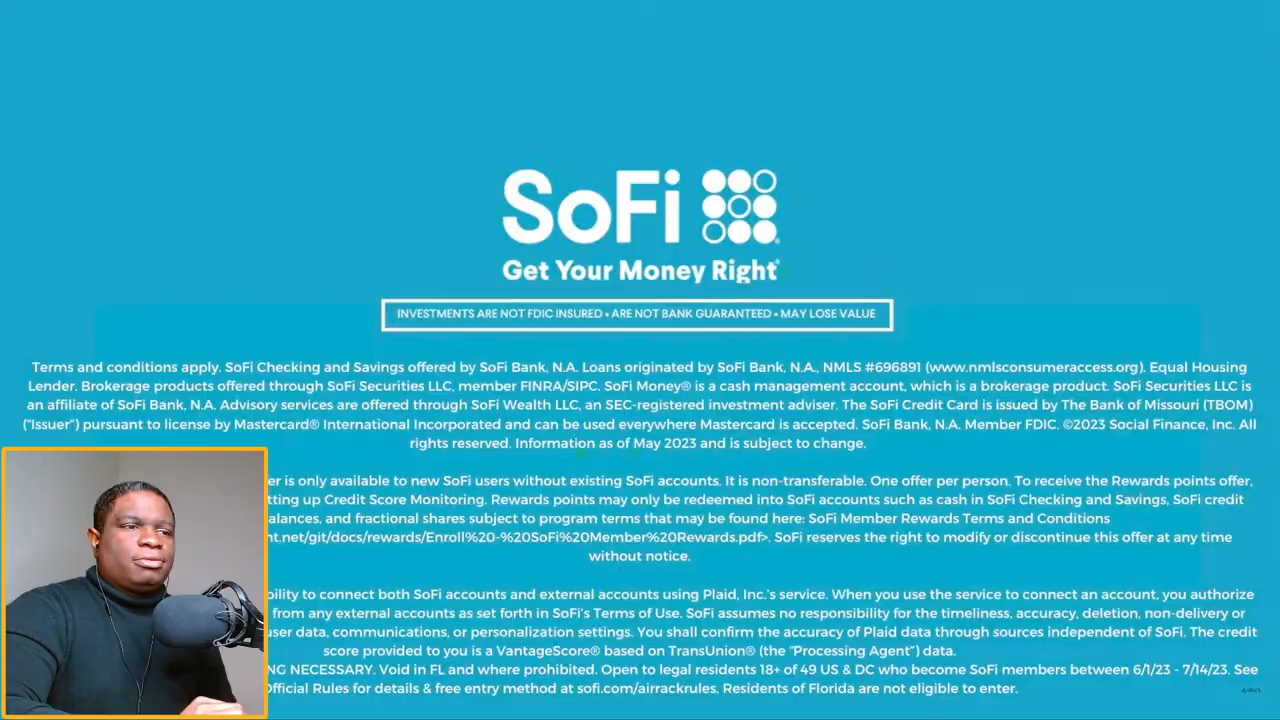 SoFi
Get Your Money Right®
INVESTMENTS ARE NOT FDIC INSURED • ARE NOT BANK GUARANTEED • MAY LOSE VALUE
Terms and conditions apply. SoFi Checking and Savings offered by SoFi Bank, N.A. Loans originated by SoFi Bank, N.A., NMLS #696891 (www.nmlsconsumeraccess.org). Equal Housing
Lender. Brokerage products offered through SoFi Securities LLC, member FINRA/SIPC. SoFi Money® is a cash management account, which is a brokerage product. SoFi Securities LLC is
an affiliate of SoFi Bank, N.A. Advisory services are offered through SoFi Wealth LLC, an SEC-registered investment adviser. The SoFi Credit Card is issued by The Bank of Missouri (TBOM)
("Issuer") pursuant to license by Mastercard® International Incorporated and can be used everywhere Mastercard is accepted. SoFi Bank, N.A. Member FDIC. ©2023 Social Finance, Inc. All
rights reserved. Information as of May 2023 and is subject to change.
er is only available to new SoFi users without existing SoFi accounts. It is non-transferable. One offer per person. To receive the Rewards points offer,
tting up Credit Score Monitoring. Rewards points may only be redeemed into SoFi accounts such as cash in SoFi Checking and Savings, SoFi credit
alances, and fractional shares subject to program terms that may be found here: SoFi Member Rewards Terms and Conditions
nt.net/git/docs/rewards/Enroll%20-%20SoFi%20Member%20Rewards.pdf>. SoFi reserves the right to modify or discontinue this offer at any time
without notice.
bility to connect both SoFi accounts and external accounts using Plaid, Inc.'s service. When you use the service to connect an account, you authorize
from any external accounts as set forth in SoFi's Terms of Use. SoFi assumes no responsibility for the timeliness, accuracy, deletion, non-delivery or
user data, communications, or personalization settings. You shall confirm the accuracy of Plaid data through sources independent of SoFi. The credit
score provided to you is a VantageScore® based on TransUnion® (the "Processing Agent") data.
NG NECESSARY. Void in FL and where prohibited. Open to legal residents 18+ of 49 US & DC who become SoFi members between 6/1/23 - 7/14/23. See
Official Rules for details & free entry method at sofi.com/airrackrules. Residents of Florida are not eligible to enter.